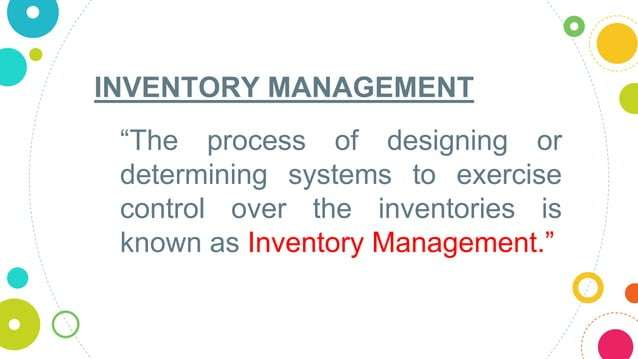 INVENTORY MANAGEMENT
“The process of designing or
determining systems to exercise
control over the inventories is
known as Inventory Management.”